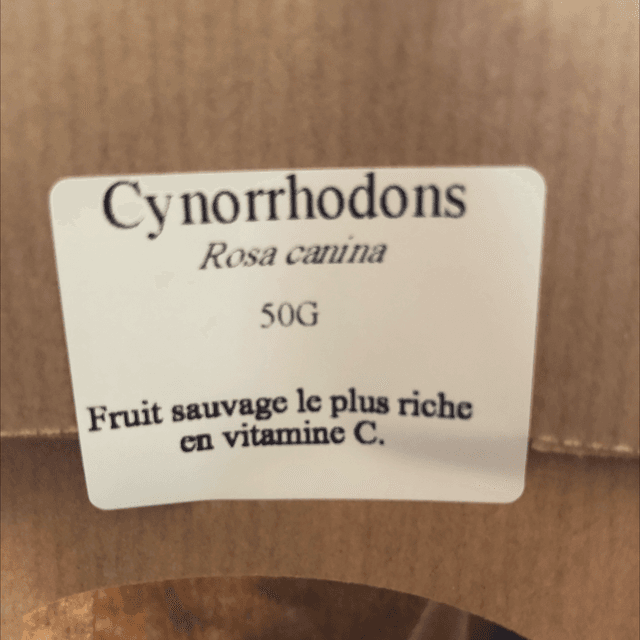 Cynorrhodons
Rosa canina
50G
Fruit sauvage le plus riche
en vitamine C.